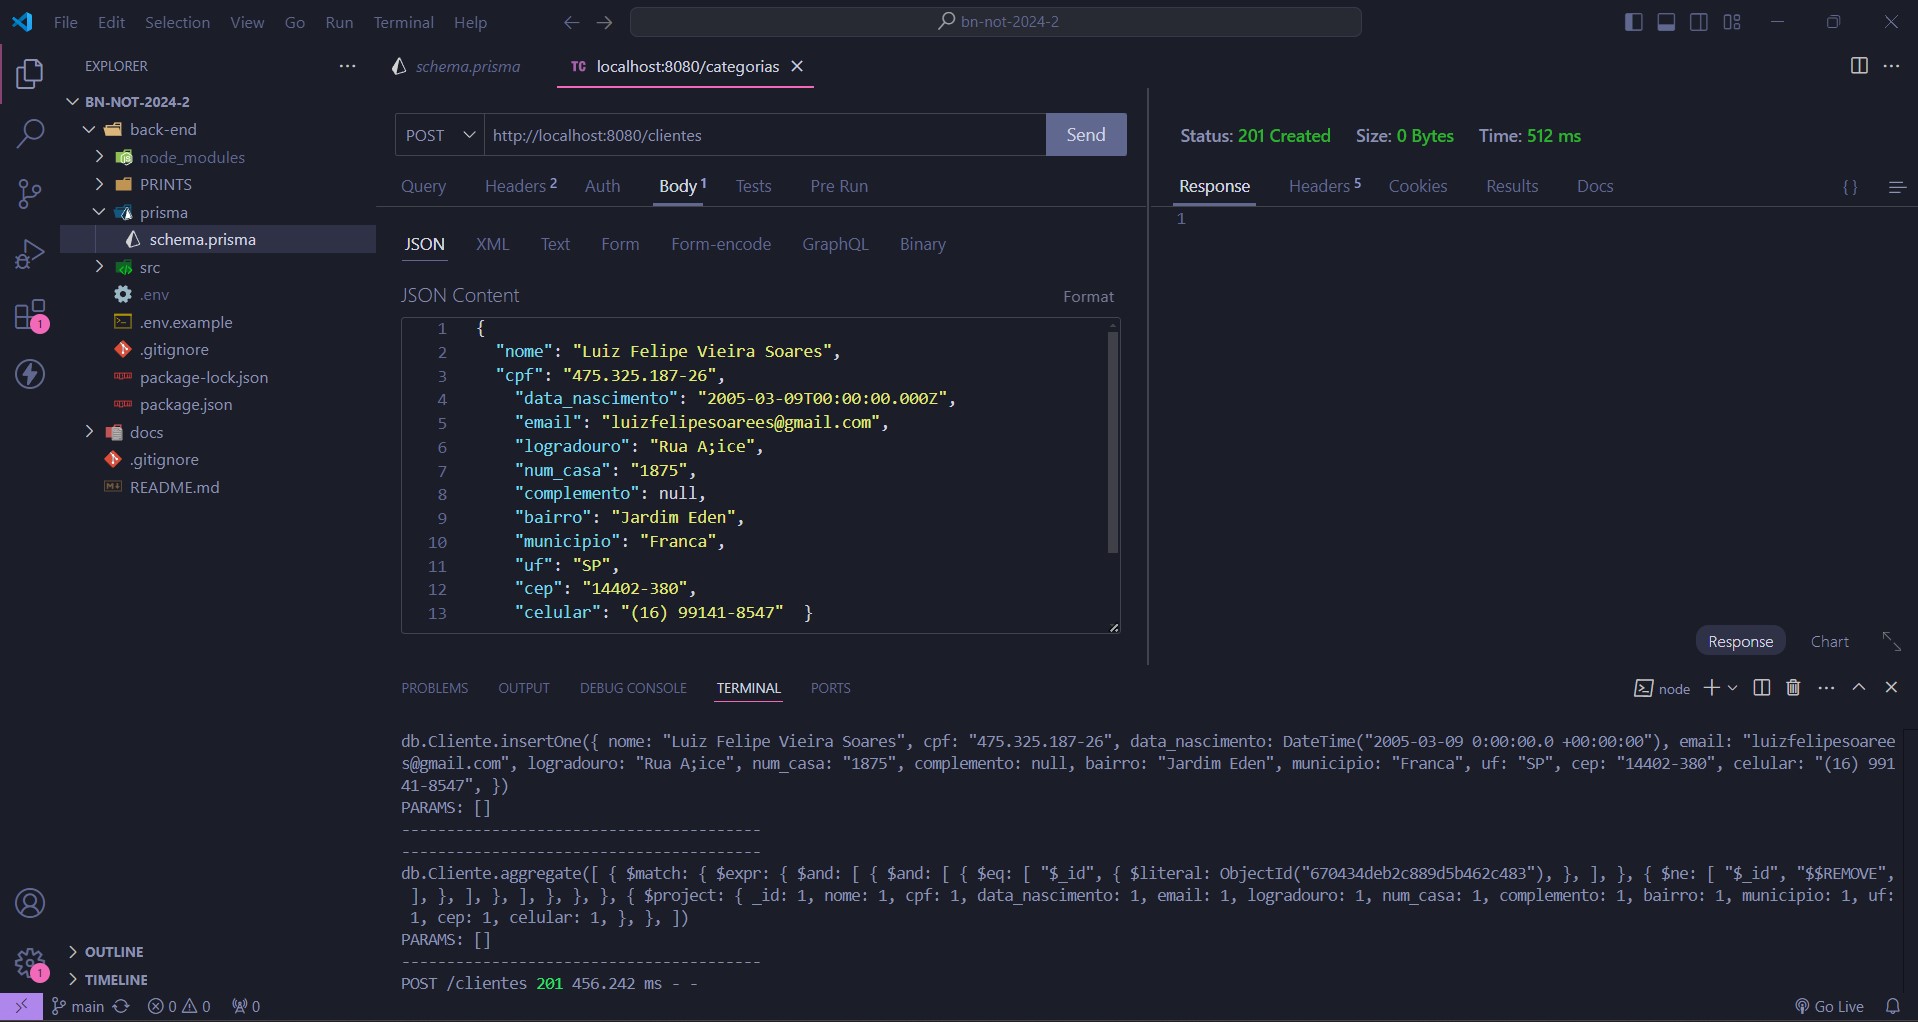 File Edit Selection View Go Run Terminal Help
bn-not-2024-2
EXPLORER
schema.prisma
TC localhost:8080/categorias
BN-NOT-2024-2
back-end
node_modules
PRINTS
prisma
schema.prisma
src
.env
.env.example
.gitignore
package-lock.json
package.json
docs
.gitignore
README.md
OUTLINE
TIMELINE
1
1
POST http://localhost:8080/clientes Send
Query Headers 2 Auth Body 1 Tests Pre Run
JSON XML Text Form Form-encode GraphQL Binary
JSON Content Format
1 {
2 "nome": "Luiz Felipe Vieira Soares",
3 "cpf": "475.325.187-26",
4 "data_nascimento": "2005-03-09T00:00:00.000Z",
5 "email": "luizfelipesoarees@gmail.com",
6 "logradouro": "Rua A;ice",
7 "num_casa": "1875",
8 "complemento": null,
9 "bairro": "Jardim Eden",
10 "municipio": "Franca",
11 "uf": "SP",
12 "cep": "14402-380",
13 "celular": "(16) 99141-8547" }
Status: 201 Created Size: 0 Bytes Time: 512 ms
Response Headers 5 Cookies Results Docs { }
1
Response Chart
PROBLEMS OUTPUT DEBUG CONSOLE TERMINAL PORTS
node
db.Cliente.insertOne({ nome: "Luiz Felipe Vieira Soares", cpf: "475.325.187-26", data_nascimento: DateTime("2005-03-09 0:00:00.0 +00:00:00"), email: "luizfelipesoaree
s@gmail.com", logradouro: "Rua A;ice", num_casa: "1875", complemento: null, bairro: "Jardim Eden", municipio: "Franca", uf: "SP", cep: "14402-380", celular: "(16) 991
41-8547", })
PARAMS: []
----------------------------------------
----------------------------------------
db.Cliente.aggregate([ { $match: { $expr: { $and: [ { $and: [ { $eq: [ "$_id", { $literal: ObjectId("670434deb2c889d5b462c483"), }, ], }, { $ne: [ "$_id", "$$REMOVE",
], }, ], }, ], }, }, }, { $project: { _id: 1, nome: 1, cpf: 1, data_nascimento: 1, email: 1, logradouro: 1, num_casa: 1, complemento: 1, bairro: 1, municipio: 1, uf:
1, cep: 1, celular: 1, }, }, ])
PARAMS: []
----------------------------------------
POST /clientes 201 456.242 ms - -
main 0 0 0 Go Live